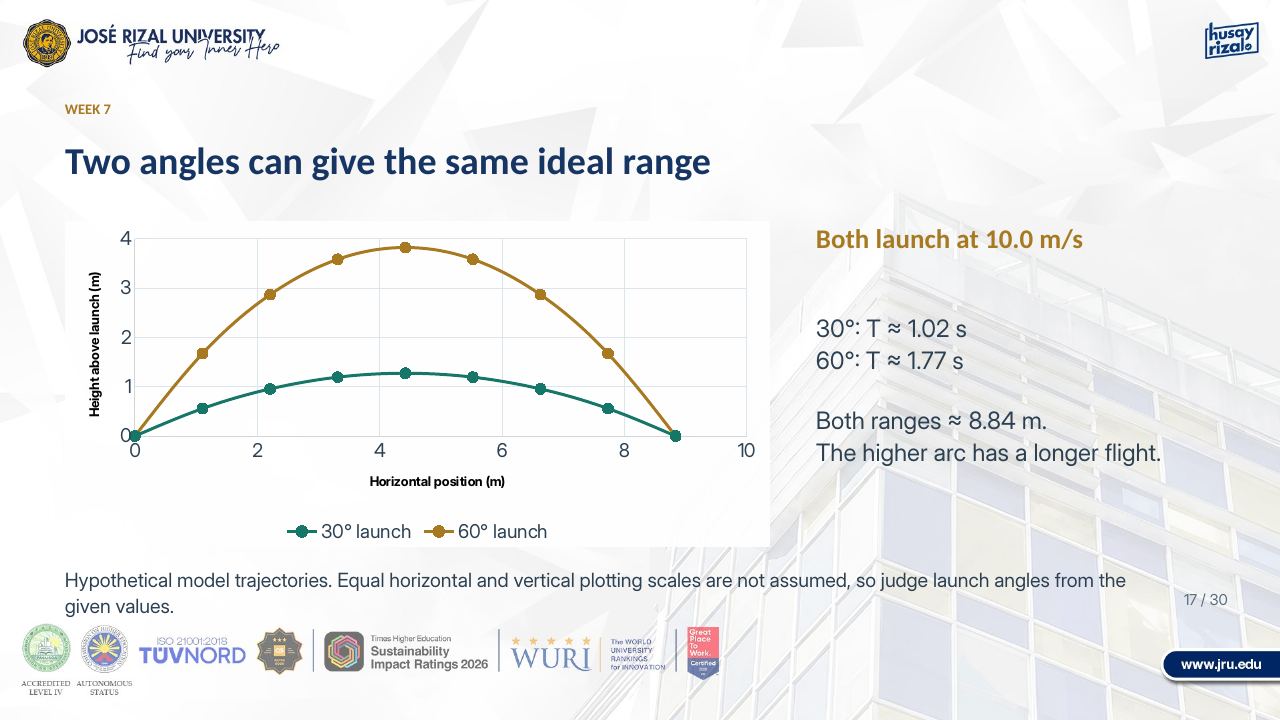 JOSÉ RIZAL UNIVERSITY
Find your Inner Hero
husay
rizal
WEEK 7
Two angles can give the same ideal range
Height above launch (m)
4
3
2
1
0
0 2 4 6 8 10
Horizontal position (m)
30° launch 60° launch
Both launch at 10.0 m/s
30°: T ≈ 1.02 s
60°: T ≈ 1.77 s
Both ranges ≈ 8.84 m.
The higher arc has a longer flight.
Hypothetical model trajectories. Equal horizontal and vertical plotting scales are not assumed, so judge launch angles from the
given values.
17 / 30
ACCREDITED
LEVEL IV
AUTONOMOUS
STATUS
ISO 21001:2018
TÜVNORD
Times Higher Education
Sustainability
Impact Ratings 2026
WURI
The WORLD
UNIVERSITY
RANKINGS
for INNOVATION
Great
Place
To
Work.
Certified
www.jru.edu